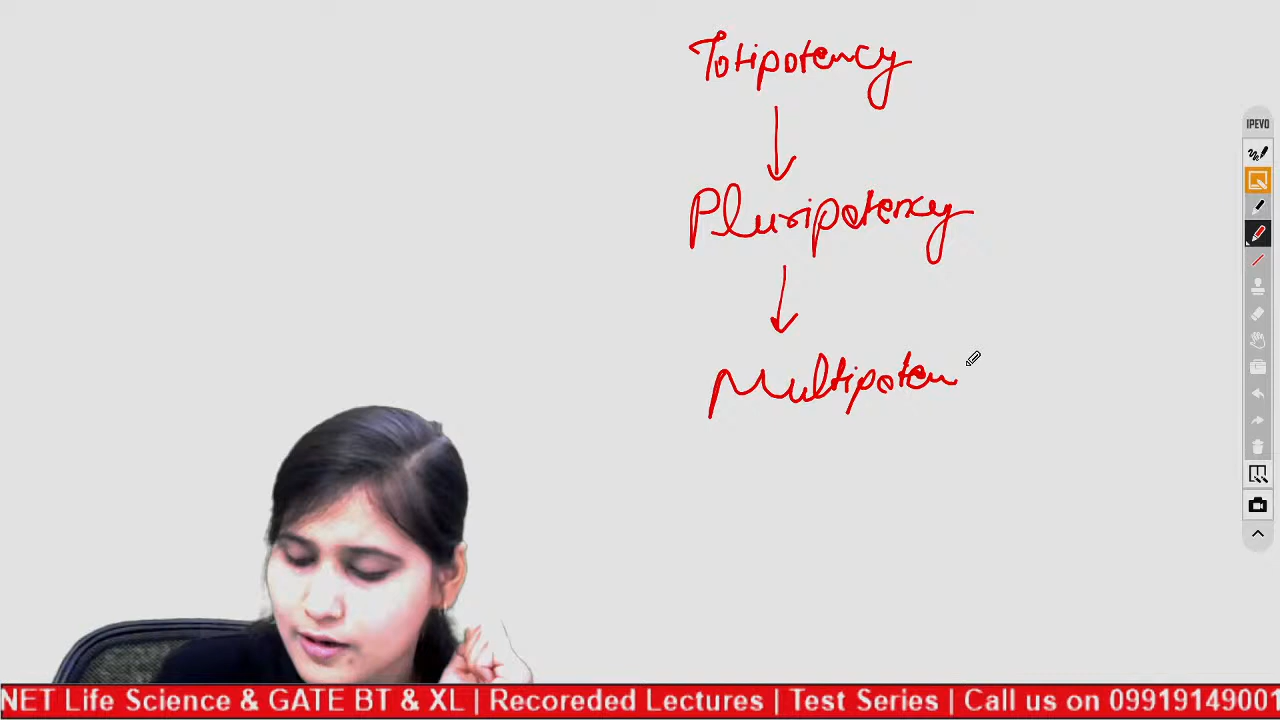 Totipotency
Pluripotency
Multipoten
IPEVO
NET Life Science & GATE BT & XL | Recoreded Lectures | Test Series | Call us on 09919149001